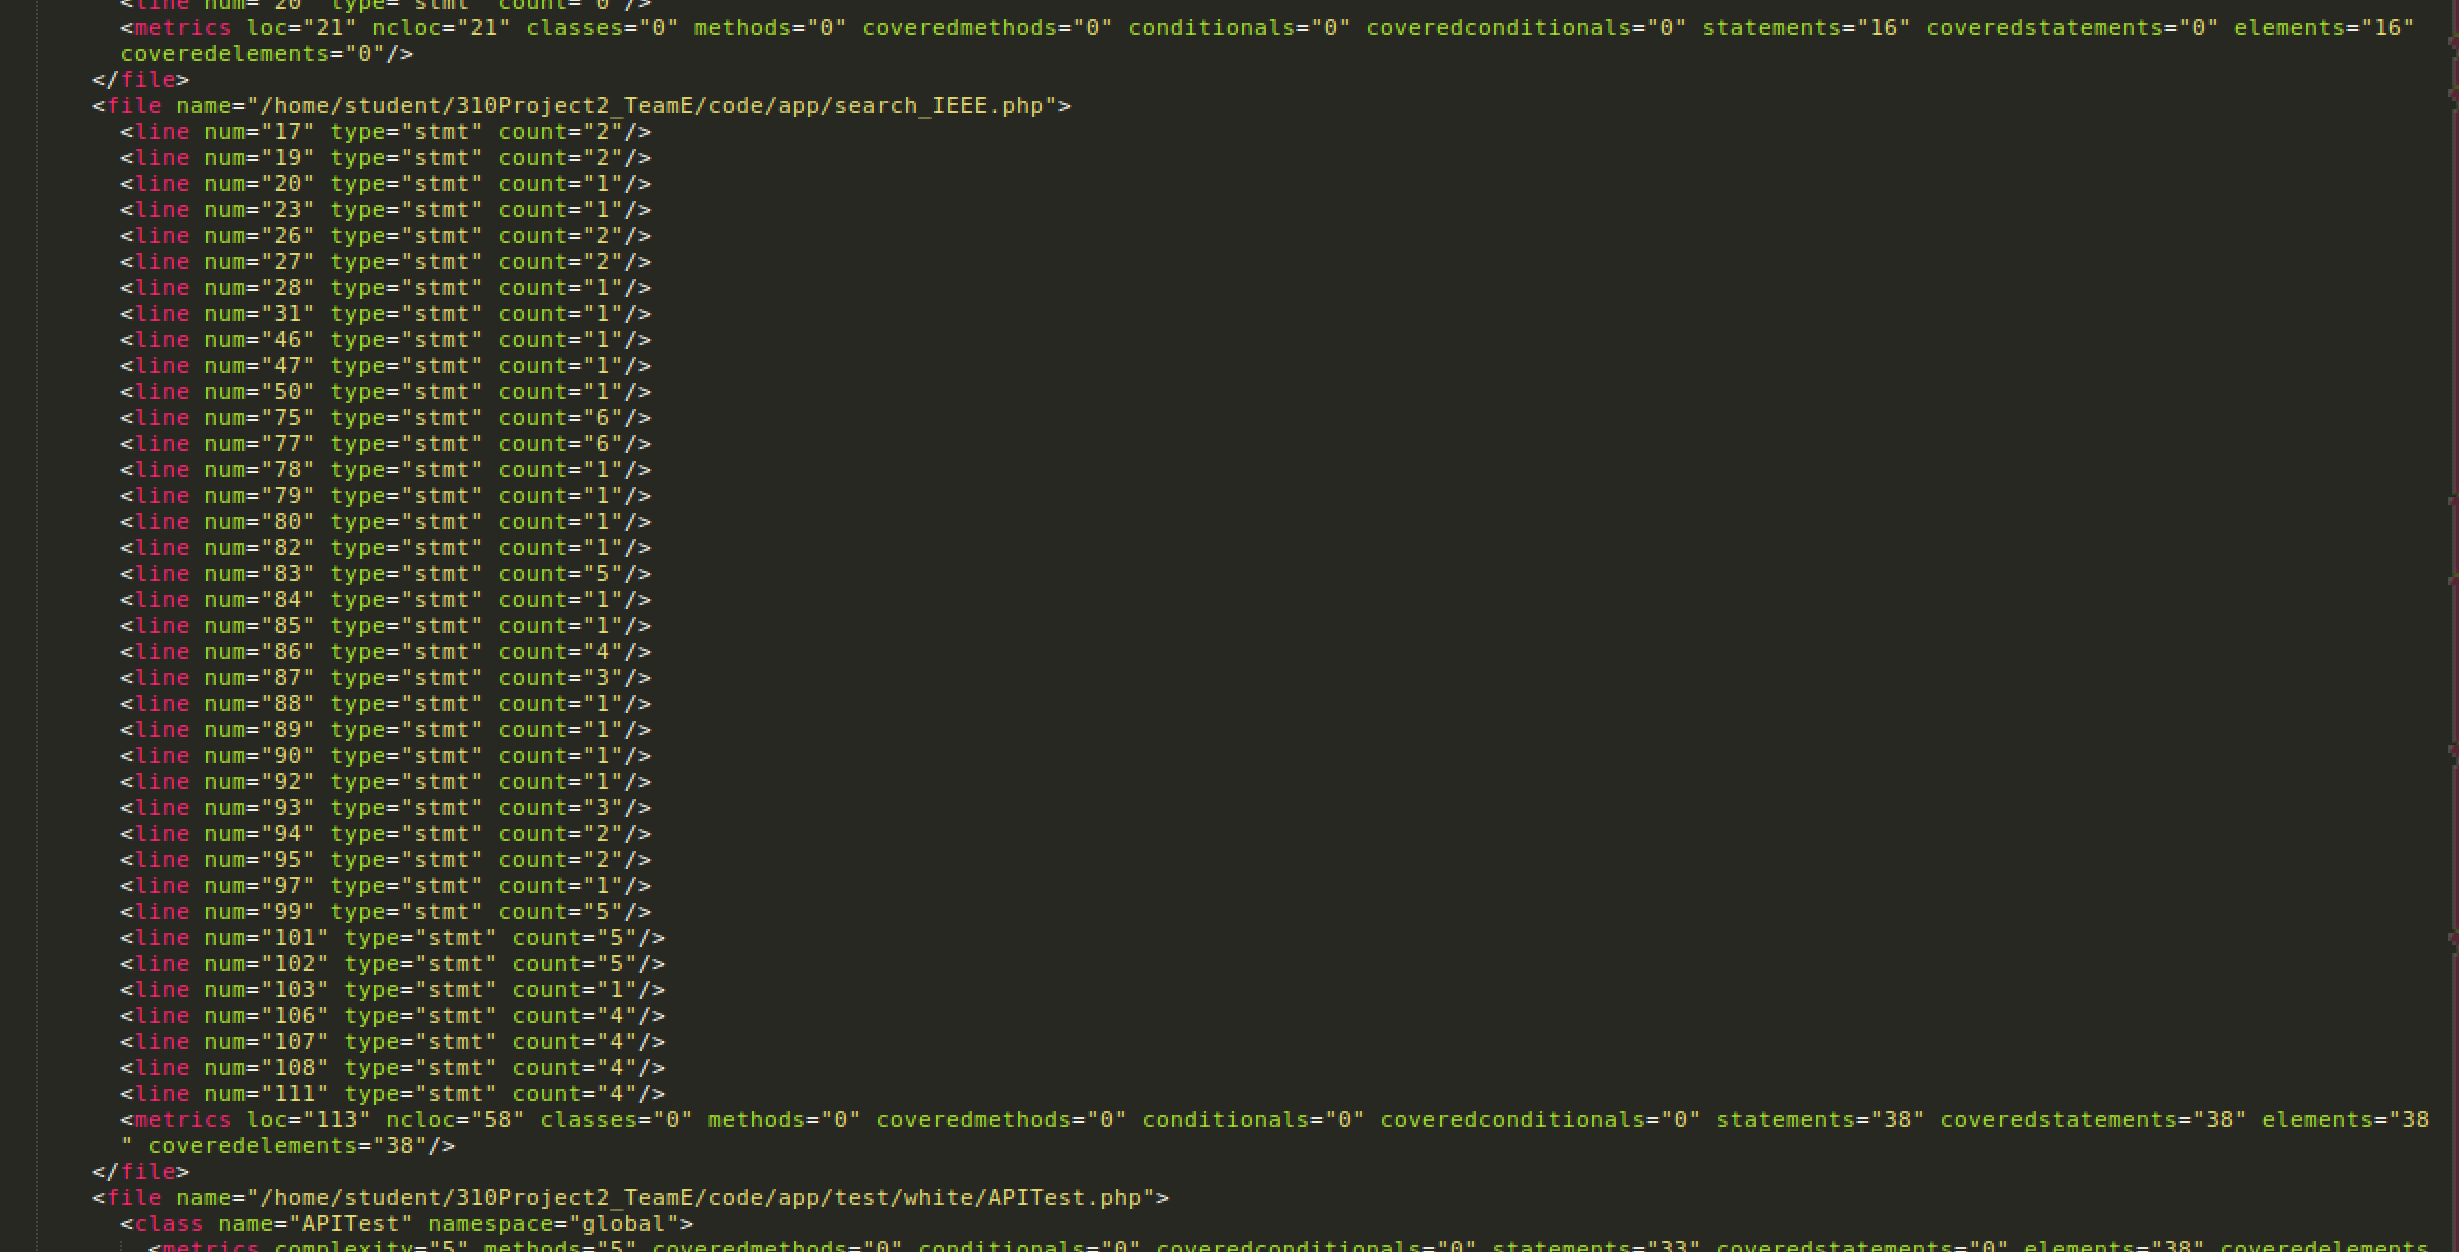 <line num="20" type="stmt" count="0"/>
<metrics loc="21" ncloc="21" classes="0" methods="0" coveredmethods="0" conditionals="0" coveredconditionals="0" statements="16" coveredstatements="0" elements="16"
coveredelements="0"/>
</file>
<file name="/home/student/310Project2_TeamE/code/app/search_IEEE.php">
<line num="17" type="stmt" count="2"/>
<line num="19" type="stmt" count="2"/>
<line num="20" type="stmt" count="1"/>
<line num="23" type="stmt" count="1"/>
<line num="26" type="stmt" count="2"/>
<line num="27" type="stmt" count="2"/>
<line num="28" type="stmt" count="1"/>
<line num="31" type="stmt" count="1"/>
<line num="46" type="stmt" count="1"/>
<line num="47" type="stmt" count="1"/>
<line num="50" type="stmt" count="1"/>
<line num="75" type="stmt" count="6"/>
<line num="77" type="stmt" count="6"/>
<line num="78" type="stmt" count="1"/>
<line num="79" type="stmt" count="1"/>
<line num="80" type="stmt" count="1"/>
<line num="82" type="stmt" count="1"/>
<line num="83" type="stmt" count="5"/>
<line num="84" type="stmt" count="1"/>
<line num="85" type="stmt" count="1"/>
<line num="86" type="stmt" count="4"/>
<line num="87" type="stmt" count="3"/>
<line num="88" type="stmt" count="1"/>
<line num="89" type="stmt" count="1"/>
<line num="90" type="stmt" count="1"/>
<line num="92" type="stmt" count="1"/>
<line num="93" type="stmt" count="3"/>
<line num="94" type="stmt" count="2"/>
<line num="95" type="stmt" count="2"/>
<line num="97" type="stmt" count="1"/>
<line num="99" type="stmt" count="5"/>
<line num="101" type="stmt" count="5"/>
<line num="102" type="stmt" count="5"/>
<line num="103" type="stmt" count="1"/>
<line num="106" type="stmt" count="4"/>
<line num="107" type="stmt" count="4"/>
<line num="108" type="stmt" count="4"/>
<line num="111" type="stmt" count="4"/>
<metrics loc="113" ncloc="58" classes="0" methods="0" coveredmethods="0" conditionals="0" coveredconditionals="0" statements="38" coveredstatements="38" elements="38
" coveredelements="38"/>
</file>
<file name="/home/student/310Project2_TeamE/code/app/test/white/APITest.php">
<class name="APITest" namespace="global">
<metrics complexity="5" methods="5" coveredmethods="0" conditionals="0" coveredconditionals="0" statements="33" coveredstatements="0" elements="38" coveredelements